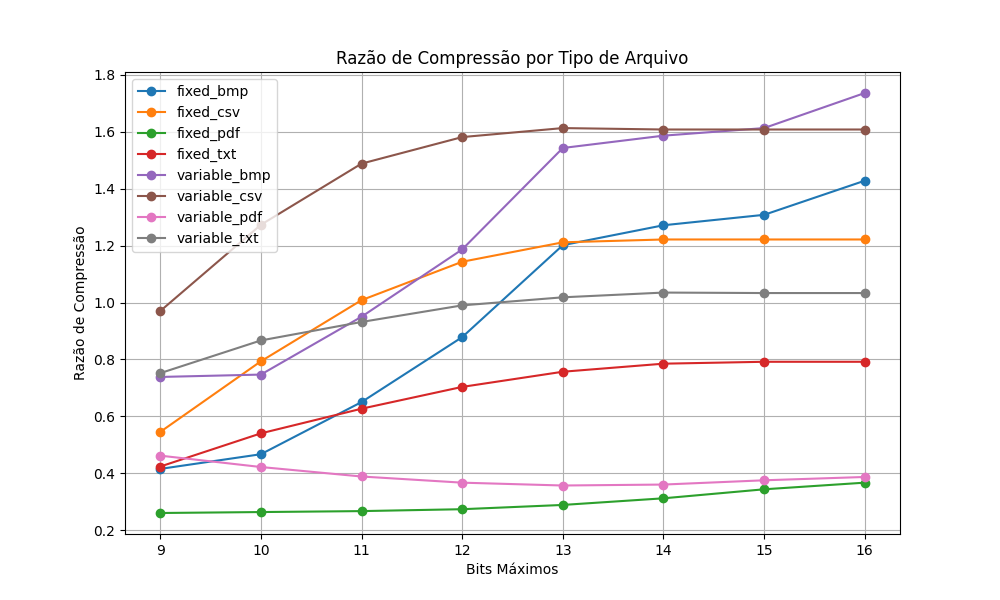 Razão de Compressão por Tipo de Arquivo
Razão de Compressão
1.8
1.6
1.4
1.2
1.0
0.8
0.6
0.4
0.2
fixed_bmp
fixed_csv
fixed_pdf
fixed_txt
variable_bmp
variable_csv
variable_pdf
variable_txt
9 10 11 12 13 14 15 16
Bits Máximos